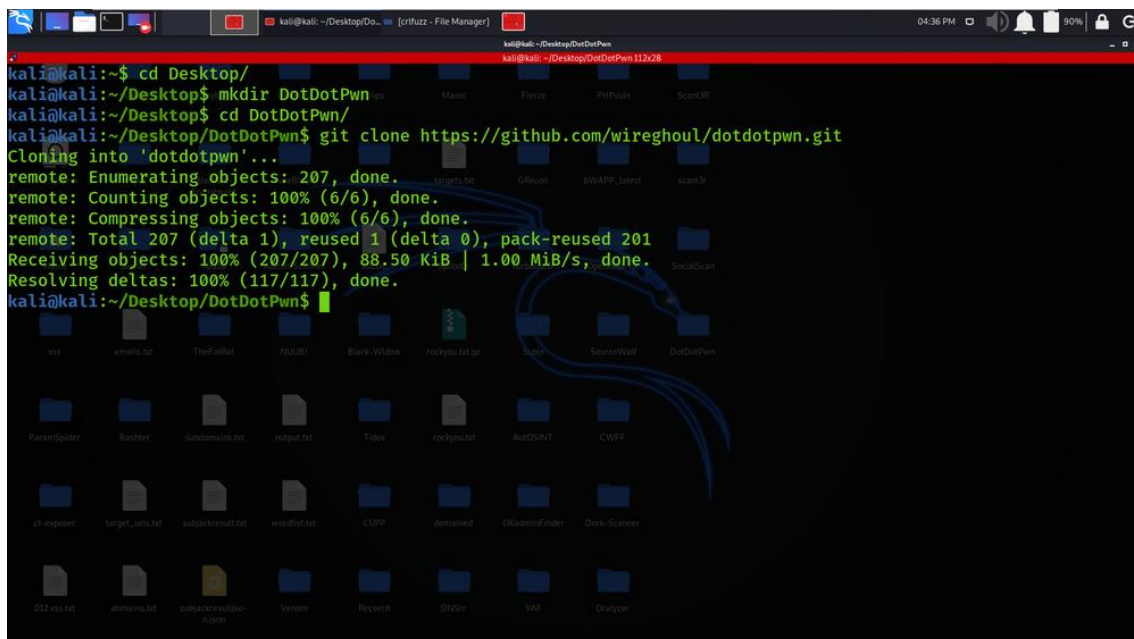 kali@kali: ~/Desktop/Do...
[crlfuzz - File Manager]
04:36 PM
90%
kali@kali: ~/Desktop/DotDotPwn
kali@kali: ~/Desktop/DotDotPwn 112x28
kali@kali:~$ cd Desktop/
kali@kali:~/Desktop$ mkdir DotDotPwn
kali@kali:~/Desktop$ cd DotDotPwn/
kali@kali:~/Desktop/DotDotPwn$ git clone https://github.com/wireghoul/dotdotpwn.git
Cloning into 'dotdotpwn'...
remote: Enumerating objects: 207, done.
remote: Counting objects: 100% (6/6), done.
remote: Compressing objects: 100% (6/6), done.
remote: Total 207 (delta 1), reused 1 (delta 0), pack-reused 201
Receiving objects: 100% (207/207), 88.50 KiB | 1.00 MiB/s, done.
Resolving deltas: 100% (117/117), done.
kali@kali:~/Desktop/DotDotPwn$
Massc Fierce PHPvuln Scant3R
targets.txt GRecon bWAPP_latest scant3r
SocialScan
xss emails.txt TheFatRat NUUBi Black-Widow rockyou.txt.gz SourceWolf DotDotPwn
ParamSpider Bashter subdomains.txt output.txt Tidos rockyou.txt AutOSINT CWFF
ct-exposer target_urls.txt subjackresult.txt wordlist.txt CUPP domained OKadminFinder Dork-Scanner
domains.txt subjackresultjson.json Venom Recsech DNSrr VAF Oralyzer